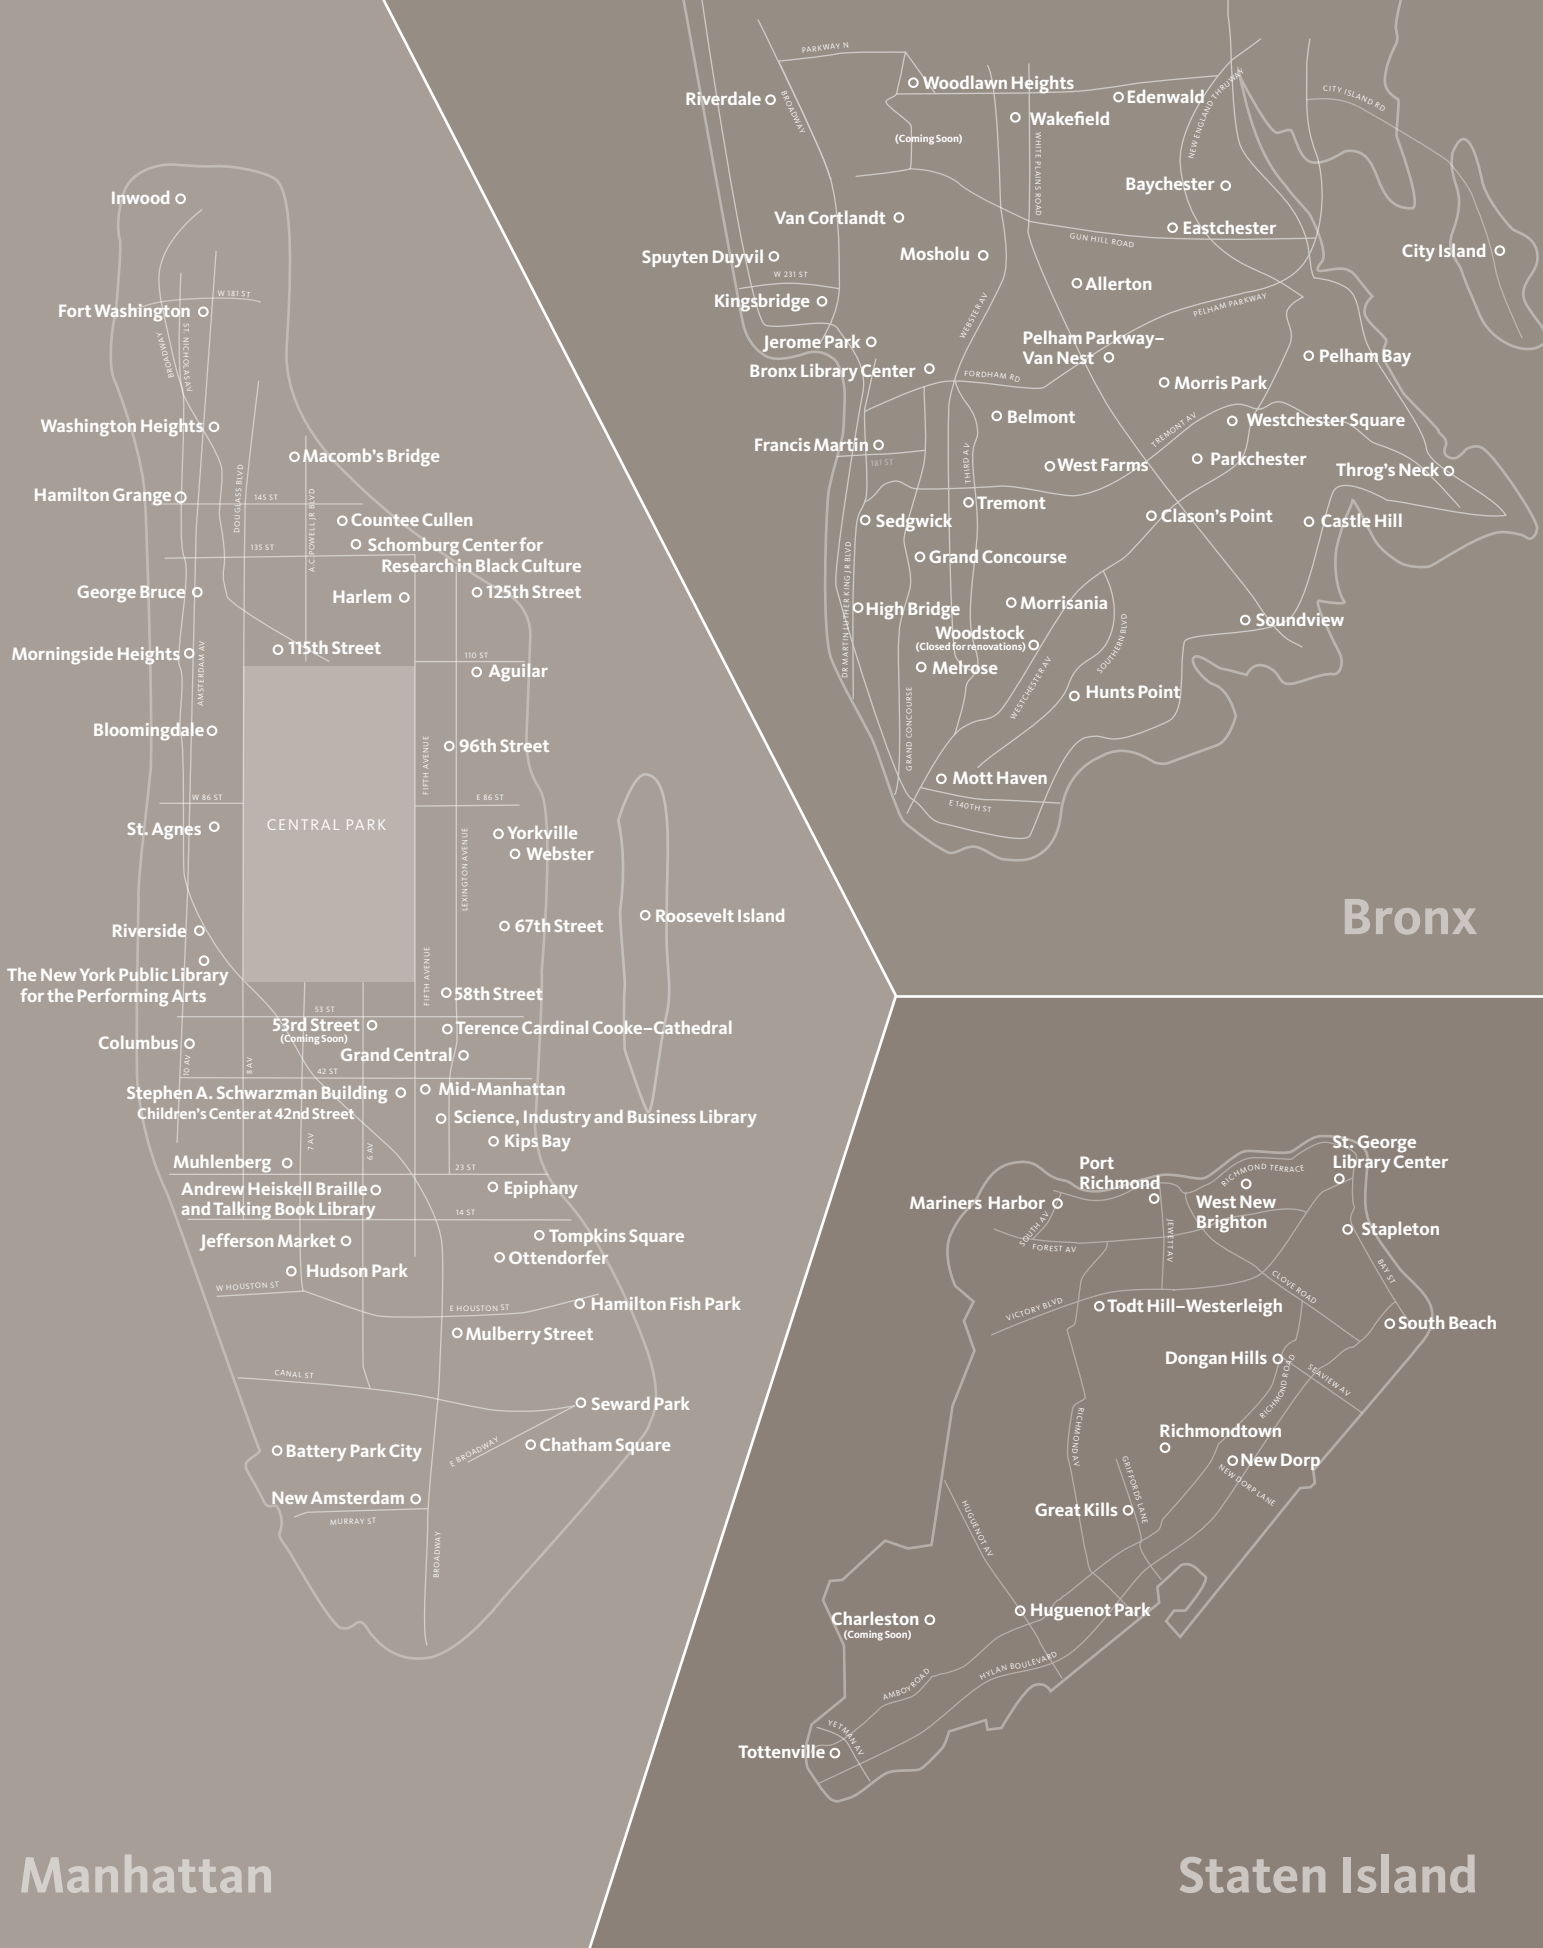 Inwood
W 181 ST
Fort Washington
BROADWAY
ST. NICHOLAS AV
Washington Heights
Macomb's Bridge
DOUGLASS BLVD
A.C. POWELL JR BLVD
Hamilton Grange
145 ST
Countee Cullen
Schomburg Center for
Research in Black Culture
135 ST
George Bruce
Harlem
125th Street
Morningside Heights
AMSTERDAM AV
115th Street
110 ST
Aguilar
Bloomingdale
96th Street
FIFTH AVENUE
W 86 ST
E 86 ST
St. Agnes
CENTRAL PARK
Yorkville
Webster
LEXINGTON AVENUE
Riverside
67th Street
Roosevelt Island
The New York Public Library
for the Performing Arts
FIFTH AVENUE
58th Street
53 ST
53rd Street
(Coming Soon)
Terence Cardinal Cooke–Cathedral
Columbus
Grand Central
10 AV
8 AV
42 ST
Stephen A. Schwarzman Building
Children's Center at 42nd Street
Mid-Manhattan
Science, Industry and Business Library
7 AV
6 AV
Kips Bay
Muhlenberg
23 ST
Andrew Heiskell Braille
and Talking Book Library
Epiphany
14 ST
Jefferson Market
Tompkins Square
Ottendorfer
Hudson Park
W HOUSTON ST
E HOUSTON ST
Hamilton Fish Park
Mulberry Street
CANAL ST
Seward Park
Battery Park City
E BROADWAY
Chatham Square
New Amsterdam
MURRAY ST
BROADWAY
Manhattan
PARKWAY N
Riverdale
BROADWAY
Woodlawn Heights
Edenwald
Wakefield
(Coming Soon)
WHITE PLAINS ROAD
NEW ENGLAND THRUWAY
CITY ISLAND RD
Baychester
Van Cortlandt
Eastchester
GUN HILL ROAD
Spuyten Duyvil
Mosholu
City Island
W 231 ST
Allerton
Kingsbridge
WEBSTER AV
PELHAM PARKWAY
Jerome Park
Pelham Parkway–
Van Nest
Pelham Bay
Bronx Library Center
FORDHAM RD
Morris Park
Belmont
TREMONT AV
Westchester Square
Francis Martin
181 ST
THIRD AV
West Farms
Parkchester
Throg's Neck
Tremont
Sedgwick
Clason's Point
Castle Hill
Grand Concourse
DR MARTIN LUTHER KING JR BLVD
High Bridge
Morrisania
Soundview
Woodstock
(Closed for renovations)
SOUTHERN BLVD
Melrose
WESTCHESTER AV
Hunts Point
GRAND CONCOURSE
Mott Haven
E 140TH ST
Bronx
St. George
Library Center
Port
Richmond
RICHMOND TERRACE
Mariners Harbor
West New
Brighton
SOUTH AV
FOREST AV
JEWETT AV
Stapleton
BAY ST
CLOVE ROAD
VICTORY BLVD
Todt Hill–Westerleigh
South Beach
Dongan Hills
RICHMOND ROAD
SEAVIEW AV
RICHMOND AV
Richmondtown
GRIFFORDS LANE
New Dorp
NEW DORP LANE
HUGUENOT AV
Great Kills
Charleston
(Coming Soon)
Huguenot Park
AMBOY ROAD
HYLAN BOULEVARD
YETMAN AV
Tottenville
Staten Island